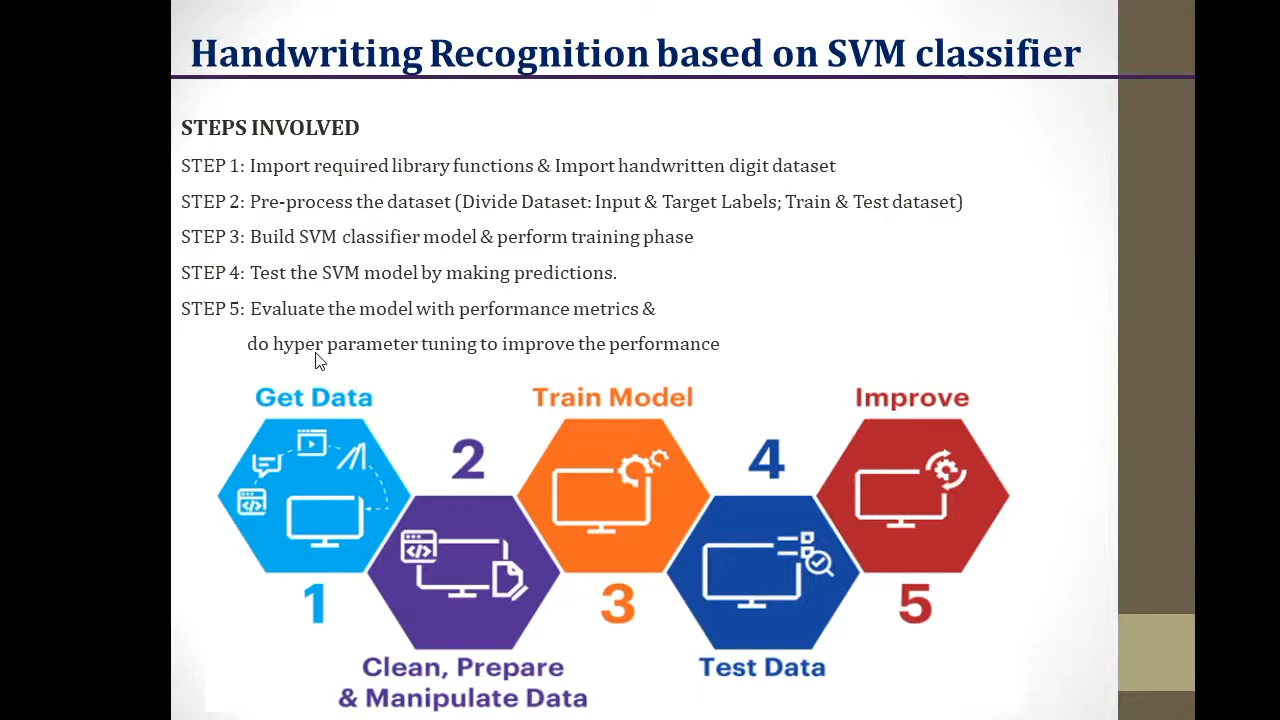 Handwriting Recognition based on SVM classifier
STEPS INVOLVED
STEP 1: Import required library functions & Import handwritten digit dataset
STEP 2: Pre-process the dataset (Divide Dataset: Input & Target Labels; Train & Test dataset)
STEP 3: Build SVM classifier model & perform training phase
STEP 4: Test the SVM model by making predictions.
STEP 5: Evaluate the model with performance metrics &
do hyper parameter tuning to improve the performance
Get Data
1
2
Clean, Prepare
& Manipulate Data
Train Model
3
4
Test Data
Improve
5